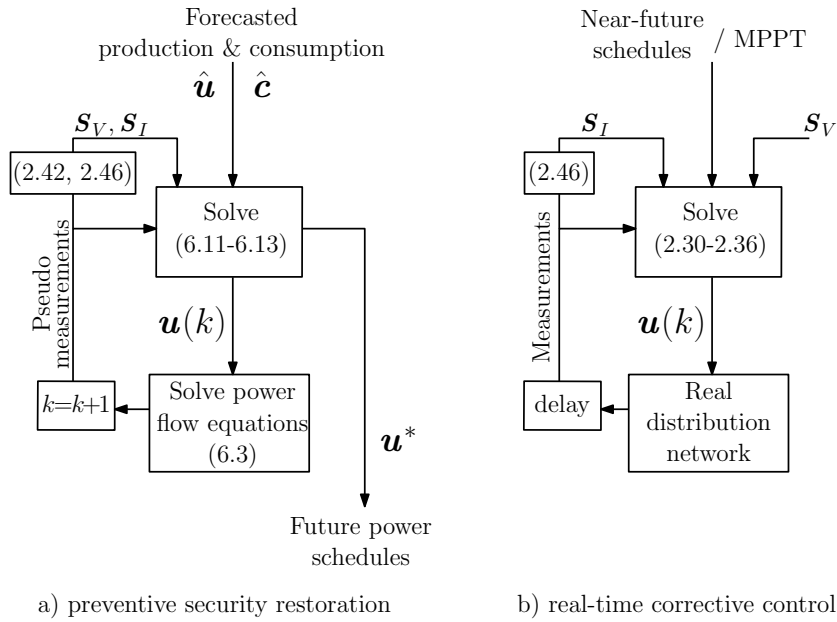 Forecasted
production & consumption
û ĉ
S_V, S_I
(2.42, 2.46)
Solve
(6.11-6.13)
Pseudo
measurements
u(k)
k=k+1
Solve power
flow equations
(6.3)
u*
Future power
schedules
a) preventive security restoration
Near-future
schedules
/ MPPT
S_I
S_V
(2.46)
Solve
(2.30-2.36)
Measurements
u(k)
delay
Real
distribution
network
b) real-time corrective control